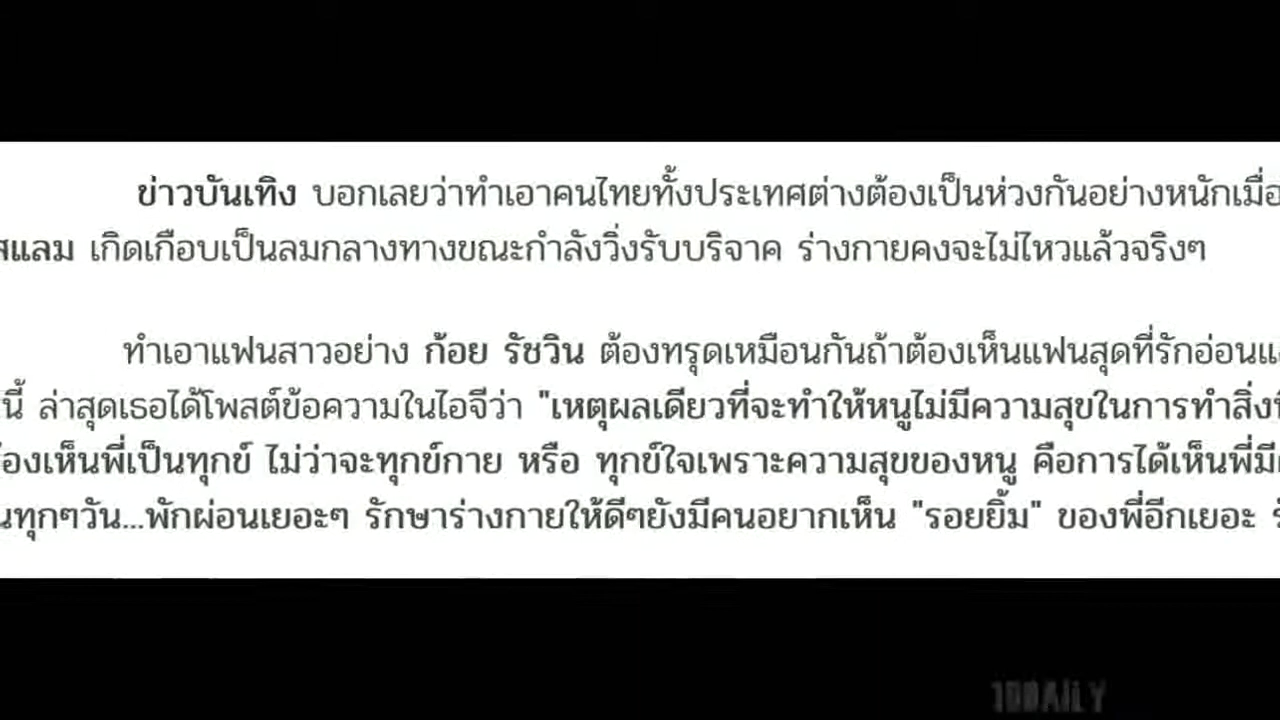 ข่าวบันเทิง บอกเลยว่าทำเอาคนไทยทั้งประเทศต่างต้องเป็นห่วงกันอย่างหนักเมื่อ
สแลม เกิดเกือบเป็นลมกลางทางขณะกำลังวิ่งรับบริจาค ร่างกายคงจะไม่ไหวแล้วจริงๆ
ทำเอาแฟนสาวอย่าง ก้อย รัชวิน ต้องทรุดเหมือนกันถ้าต้องเห็นแฟนสุดที่รักอ่อนแ
นี้ ล่าสุดเธอได้โพสต์ข้อความในไอจีว่า "เหตุผลเดียวที่จะทำให้หนูไม่มีความสุขในการทำสิ่ง
องเห็นพี่เป็นทุกข์ ไม่ว่าจะทุกข์กาย หรือ ทุกข์ใจเพราะความสุขของหนู คือการได้เห็นพี่มี
นทุกๆวัน...พักผ่อนเยอะๆ รักษาร่างกายให้ดีๆยังมีคนอยากเห็น "รอยยิ้ม" ของพี่อีกเยอะ